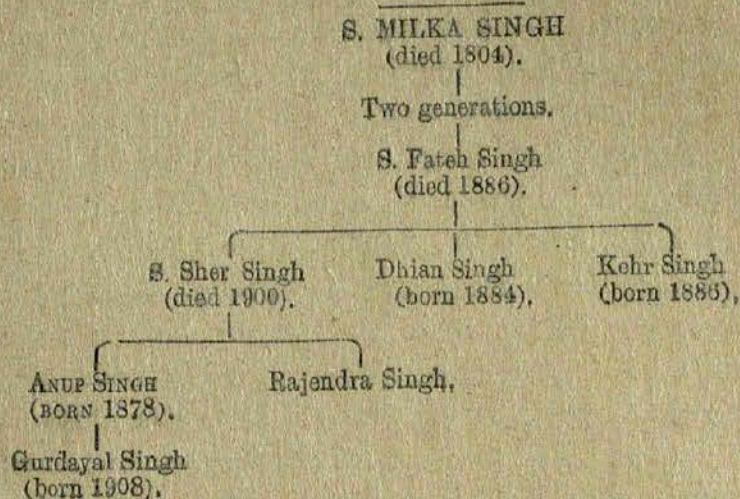 S. MILKA SINGH
(died 1804).
Two generations.
S. Fateh Singh
(died 1886).
S. Sher Singh
(died 1900).
Dhian Singh
(born 1884),
Kehr Singh
(born 1886),
ANUP SINGH
(BORN 1878).
Rajendra Singh,
Gurdayal Singh
(born 1908).